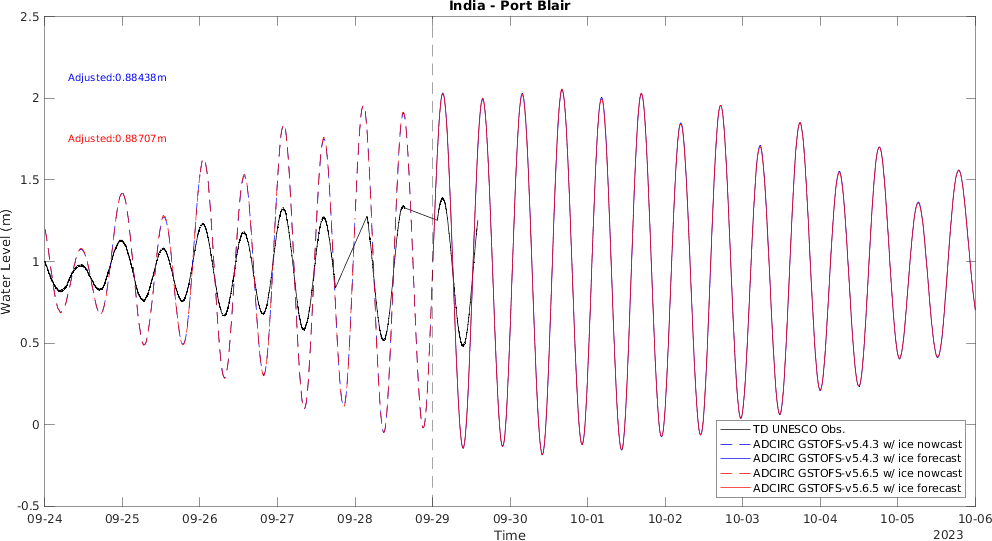 India - Port Blair
2.5
2
1.5
1
0.5
0
-0.5
Water Level (m)
Adjusted:0.88438m
Adjusted:0.88707m
TD UNESCO Obs.
ADCIRC GSTOFS-v5.4.3 w/ ice nowcast
ADCIRC GSTOFS-v5.4.3 w/ ice forecast
ADCIRC GSTOFS-v5.6.5 w/ ice nowcast
ADCIRC GSTOFS-v5.6.5 w/ ice forecast
09-24 09-25 09-26 09-27 09-28 09-29 09-30 10-01 10-02 10-03 10-04 10-05 10-06
Time
2023